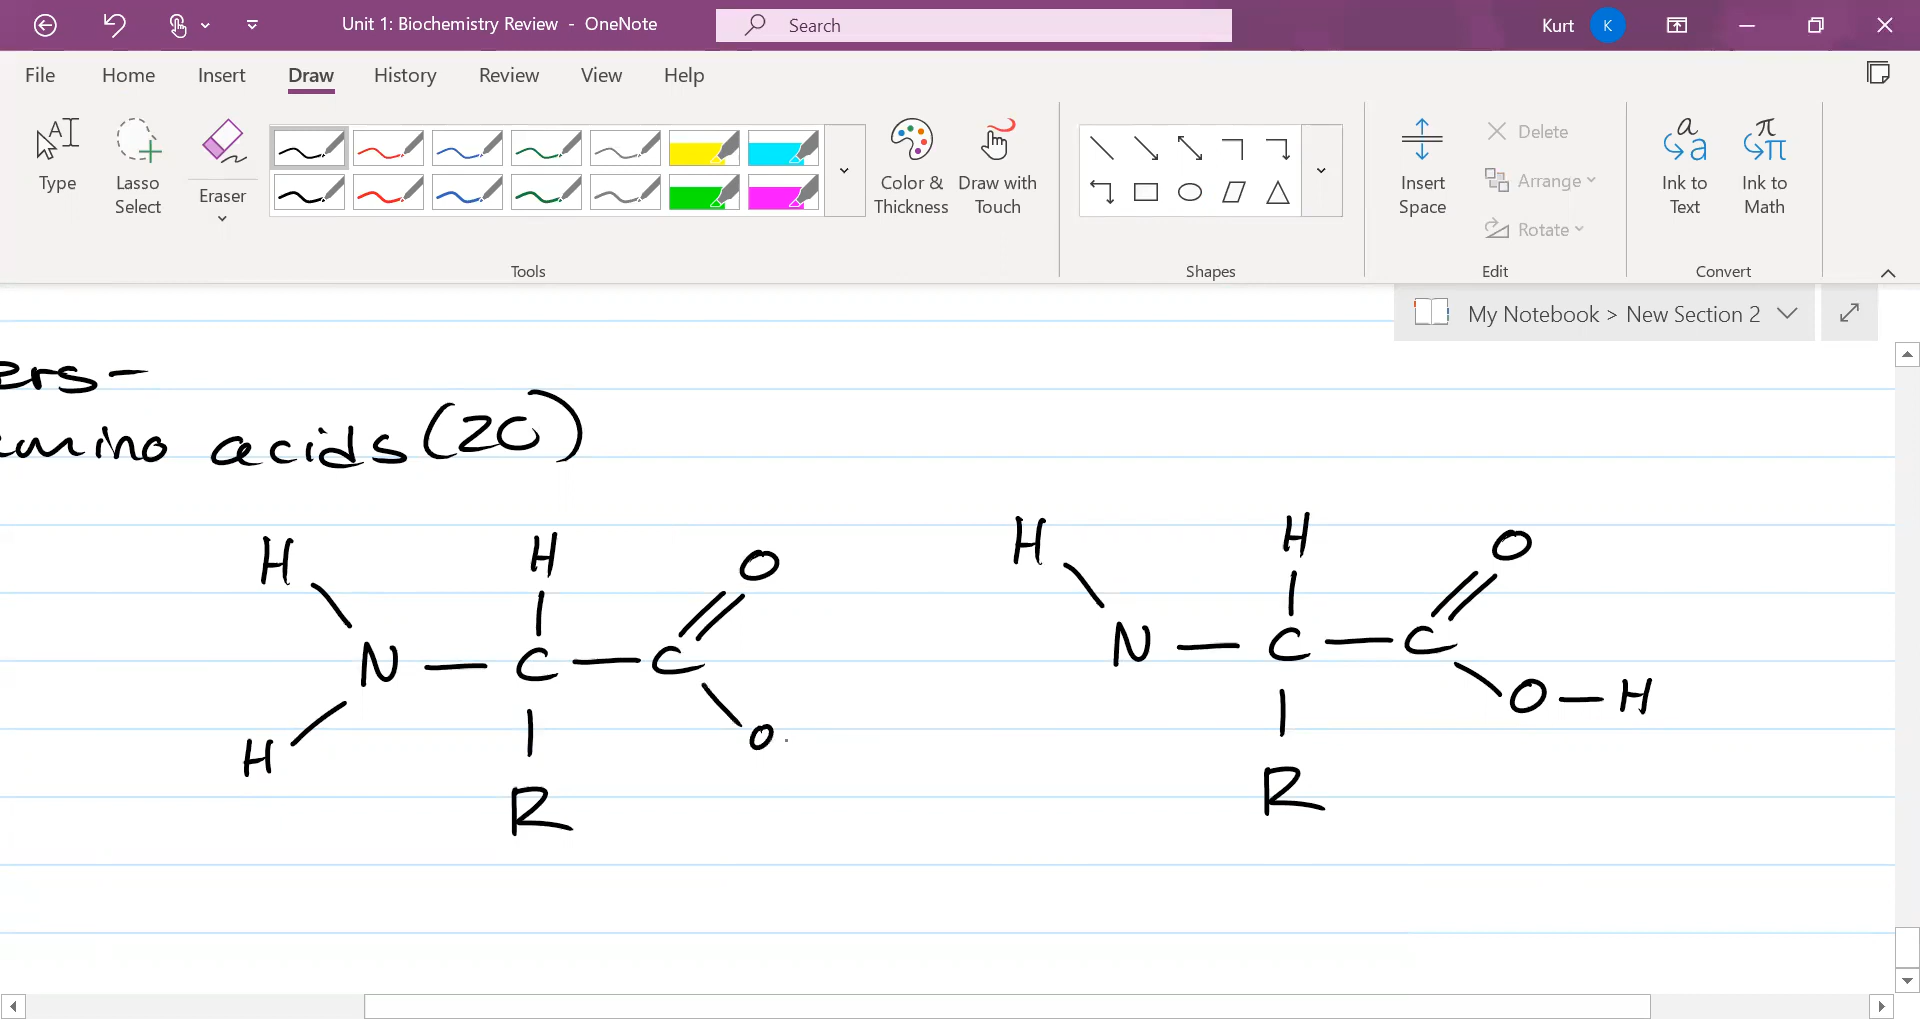 Unit 1: Biochemistry Review - OneNote
Search
Kurt
K
File Home Insert Draw History Review View Help
Type
Lasso Select
Eraser
Color & Thickness
Draw with Touch
Insert Space
Delete
Arrange
Rotate
a a Ink to Text
π π Ink to Math
Tools
Shapes
Edit
Convert
My Notebook > New Section 2
ers-
amino acids (20)
H H O
N — C — C
H R O
H H O
N — C — C
O — H
R